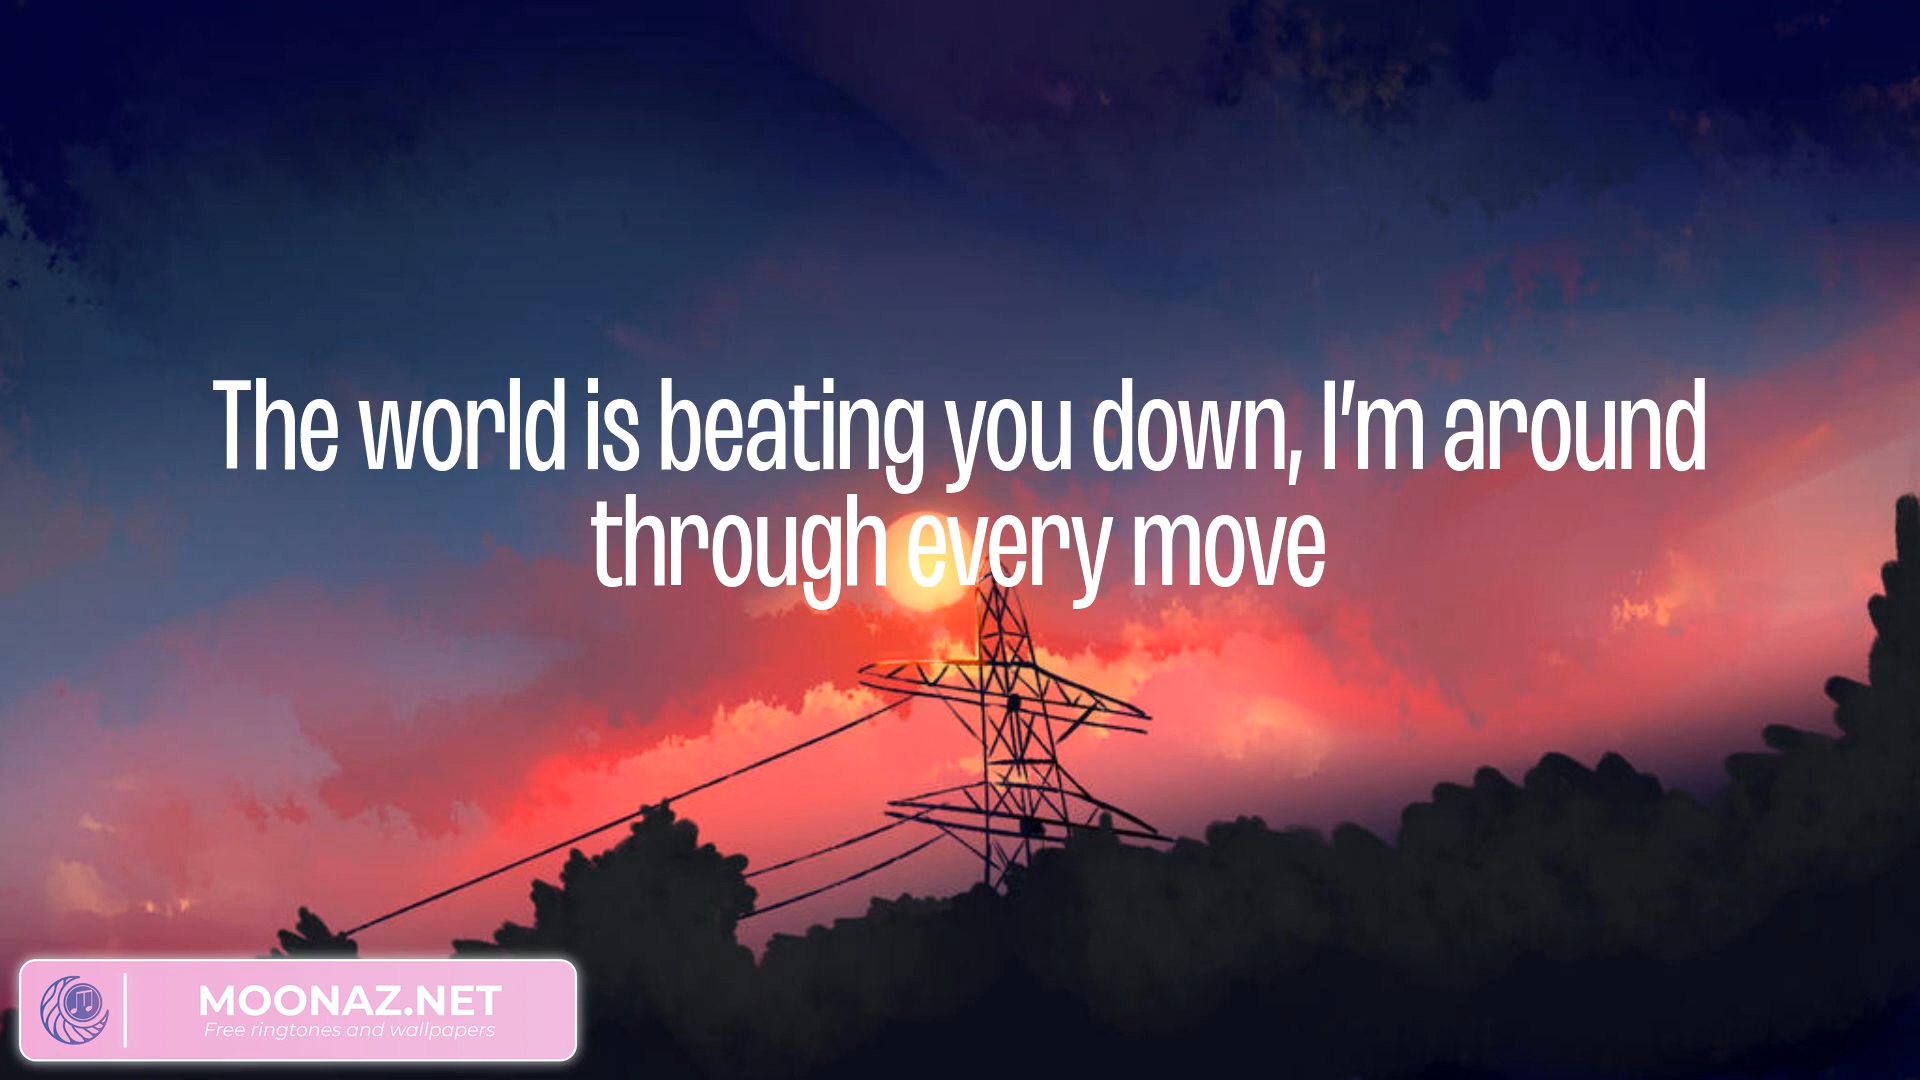 The world is beating you down, I'm around
through every move
MOONAZ.NET
Free ringtones and wallpapers